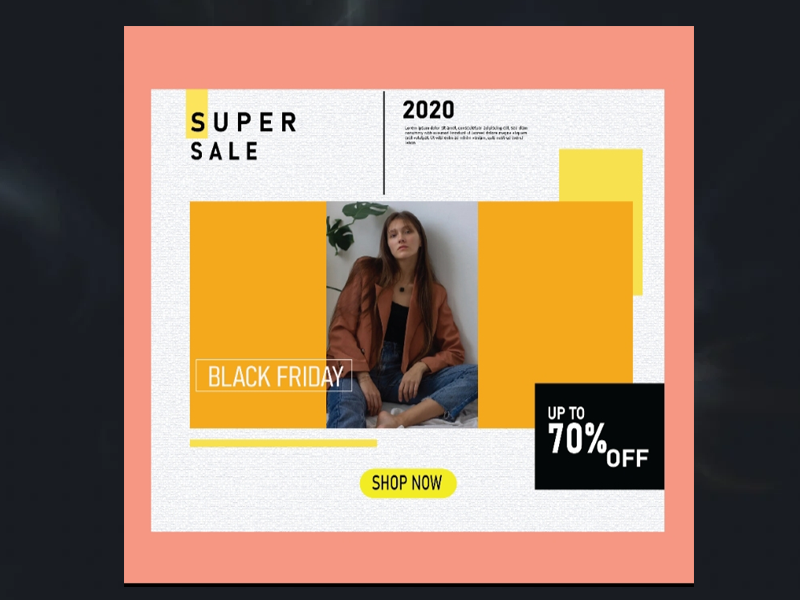 SUPER
SALE
2020
BLACK FRIDAY
UP TO
70%
OFF
SHOP NOW